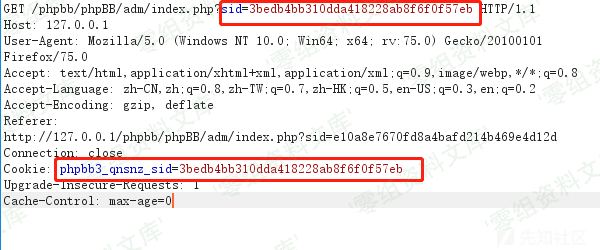 GET /phpbb/phpBB/adm/index.php?sid=3bedb4bb310dda418228ab8f6f0f57eb HTTP/1.1
Host: 127.0.0.1
User-Agent: Mozilla/5.0 (Windows NT 10.0; Win64; x64; rv:75.0) Gecko/20100101
Firefox/75.0
Accept: text/html,application/xhtml+xml,application/xml;q=0.9,image/webp,*/*;q=0.8
Accept-Language: zh-CN,zh;q=0.8,zh-TW;q=0.7,zh-HK;q=0.5,en-US;q=0.3,en;q=0.2
Accept-Encoding: gzip, deflate
Referer:
http://127.0.0.1/phpbb/phpBB/adm/index.php?sid=e10a8e7670fd8a4bafd214b469e4d12d
Connection: close
Cookie: phpbb3_qnsnz_sid=3bedb4bb310dda418228ab8f6f0f57eb
Upgrade-Insecure-Requests: 1
Cache-Control: max-age=0
先知社区